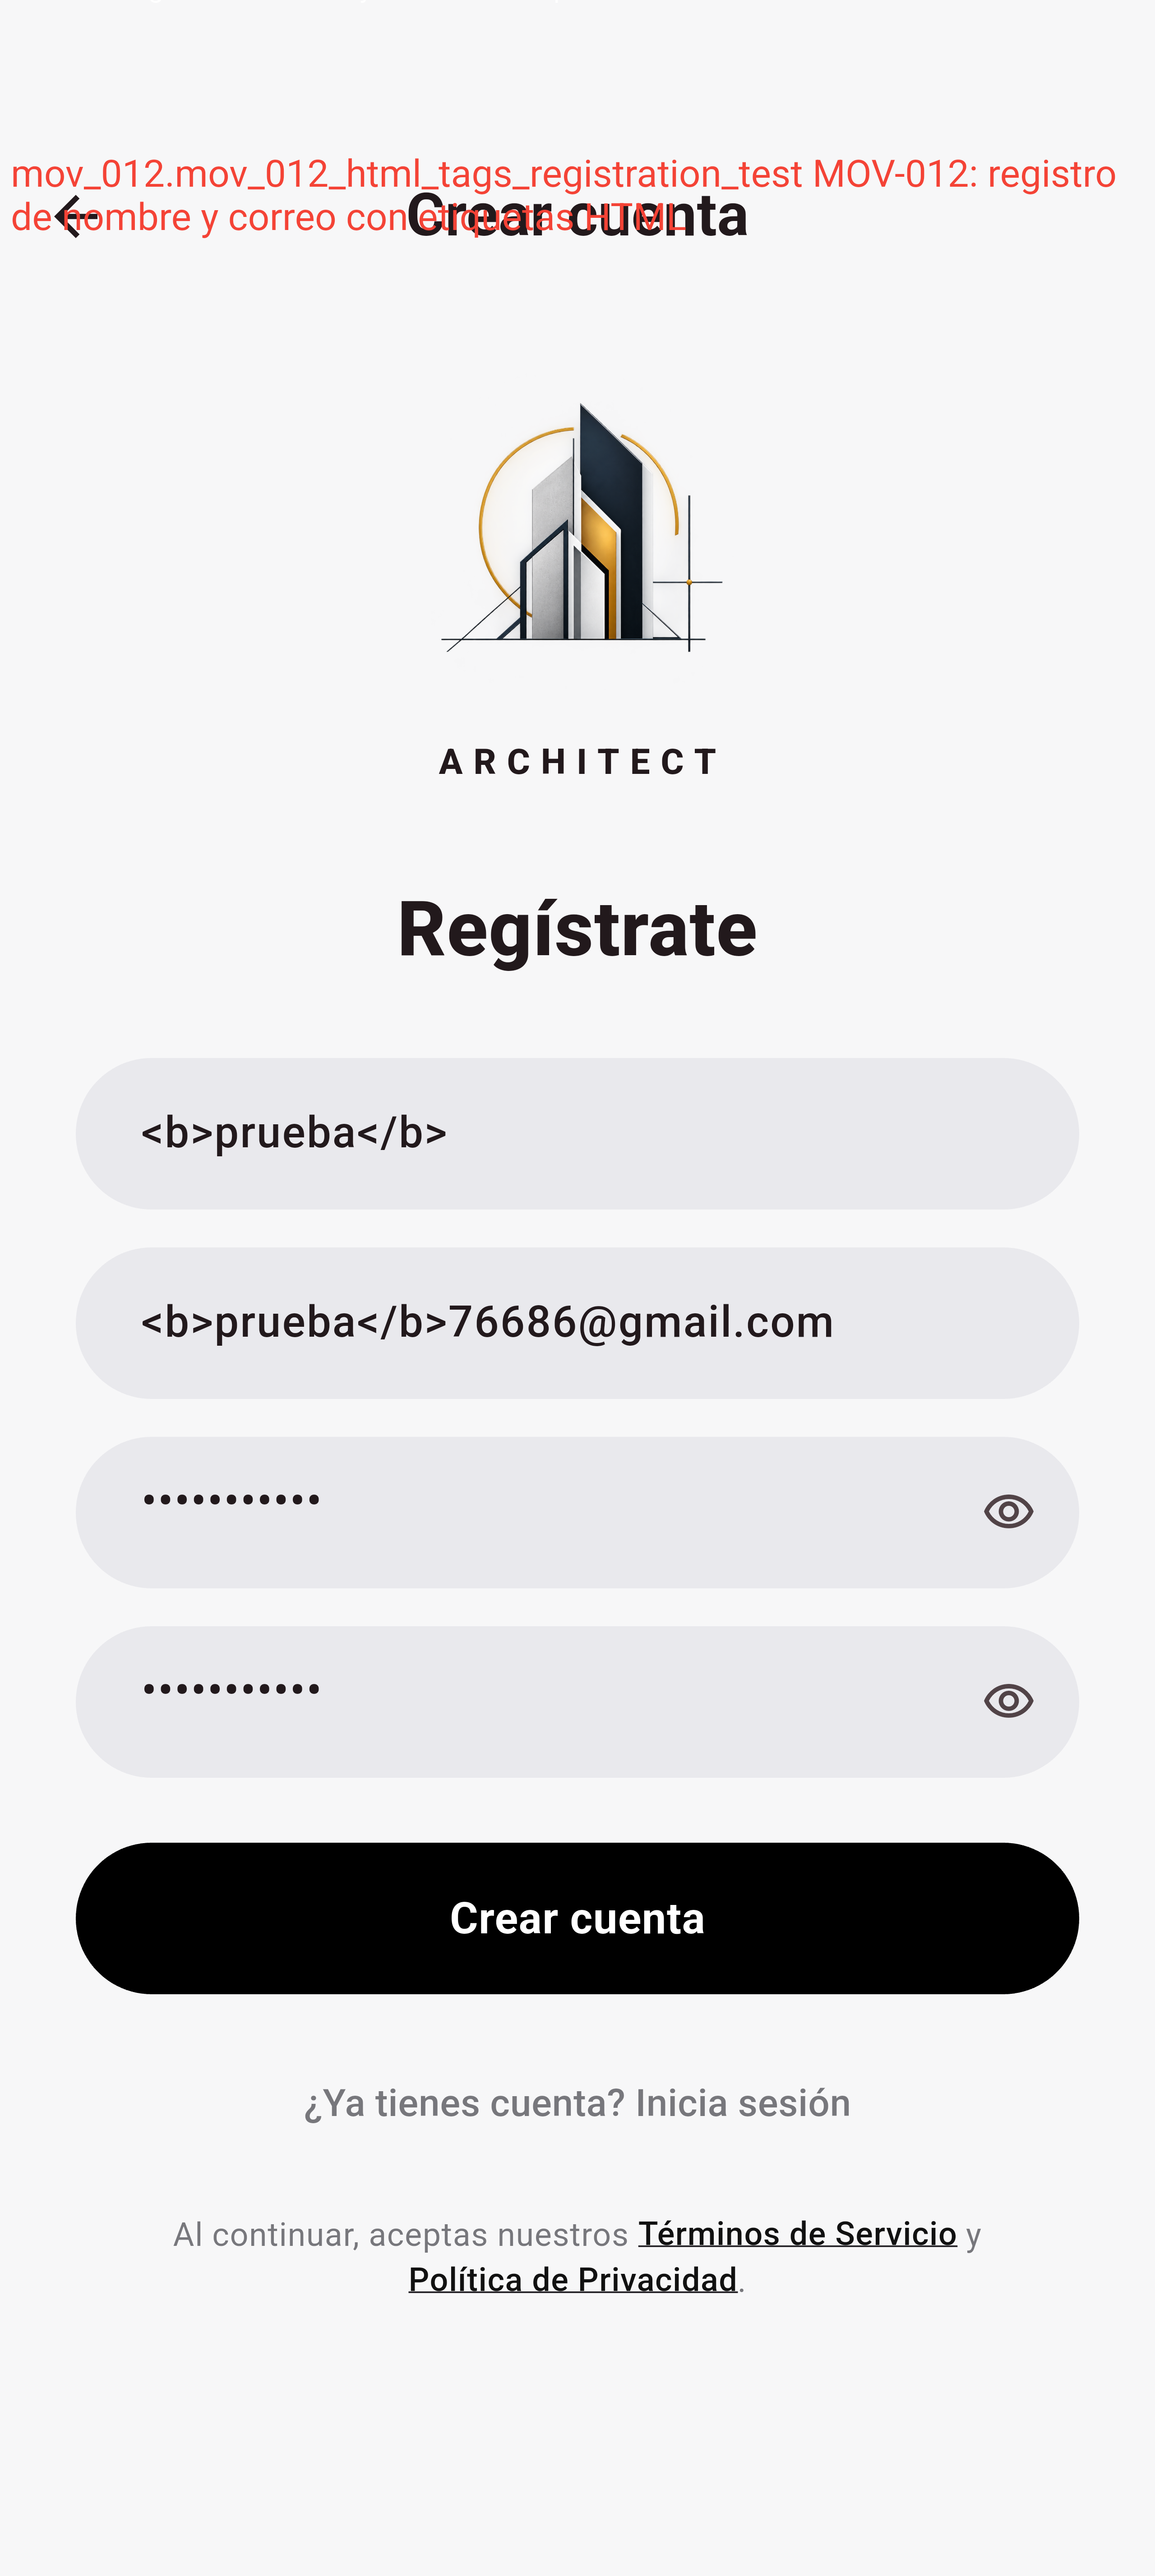 mov_012.mov_012_html_tags_registration_test MOV-012: registro
de nombre y correo con etiquetas HTML
Crear cuenta
ARCHITECT
Regístrate
<b>prueba</b>
<b>prueba</b>76686@gmail.com
•••••••••••
•••••••••••
Crear cuenta
¿Ya tienes cuenta? Inicia sesión
Al continuar, aceptas nuestros Términos de Servicio y
Política de Privacidad.